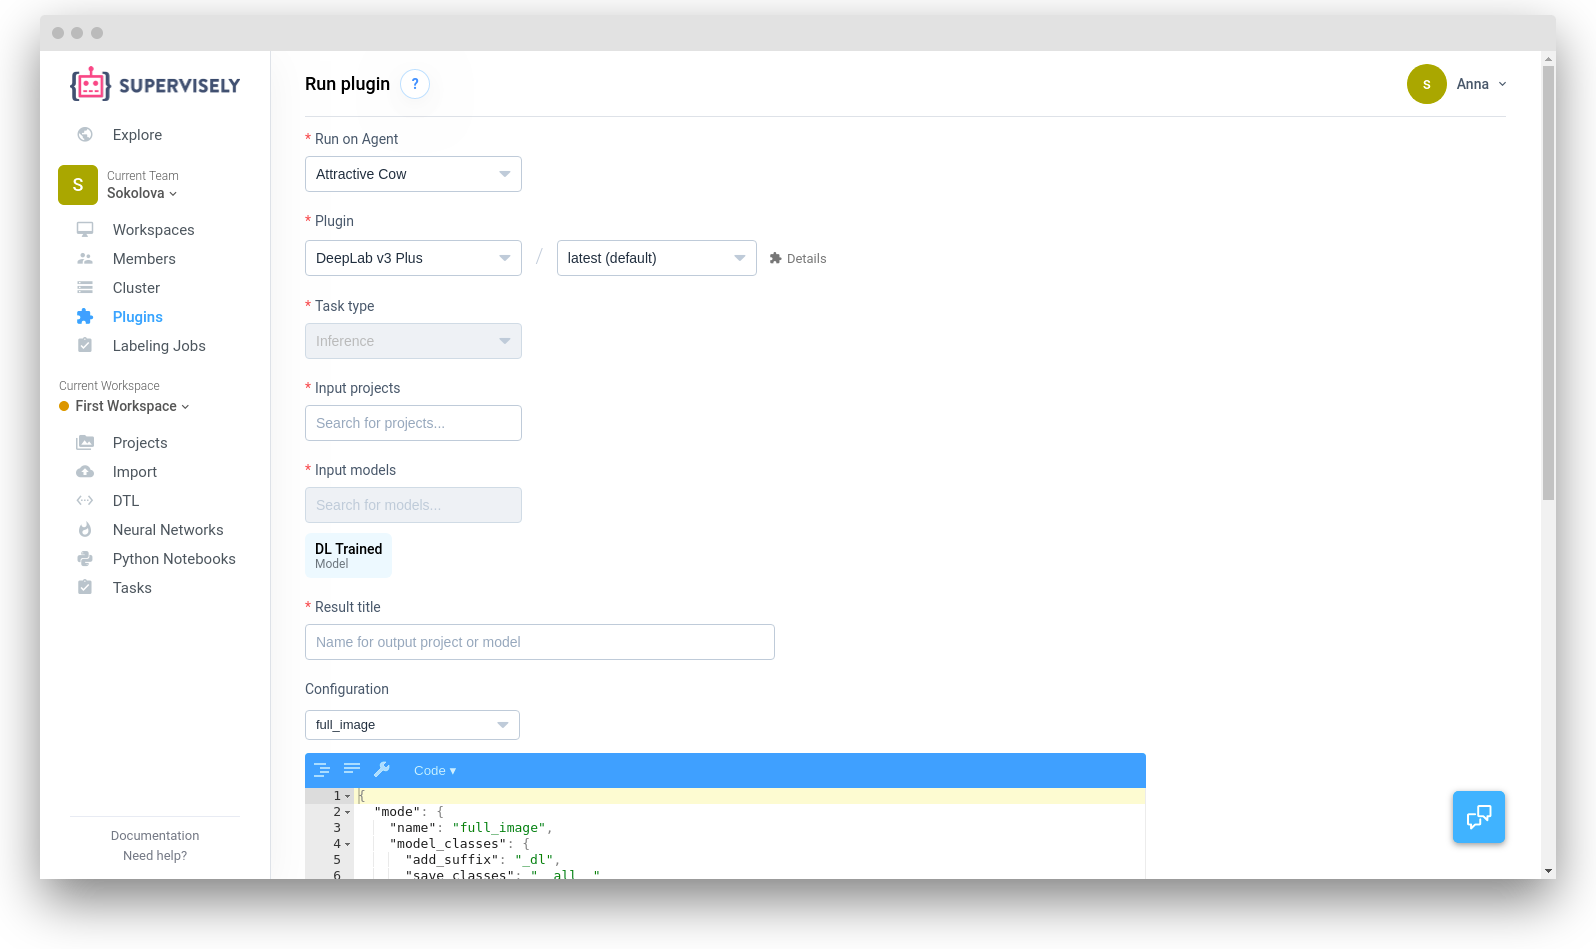 SUPERVISELY
Explore
S
Current Team
Sokolova
Workspaces
Members
Cluster
Plugins
Labeling Jobs
Current Workspace
First Workspace
Projects
Import
DTL
Neural Networks
Python Notebooks
Tasks
Documentation
Need help?
Run plugin ?
S Anna
* Run on Agent
Attractive Cow
* Plugin
DeepLab v3 Plus / latest (default) Details
* Task type
Inference
* Input projects
Search for projects...
* Input models
Search for models...
DL Trained
Model
* Result title
Name for output project or model
Configuration
full_image
Code ▾
1 {
2 "mode": {
3 "name": "full_image",
4 "model_classes": {
5 "add_suffix": "_dl",
6 "save_classes": "__all__"